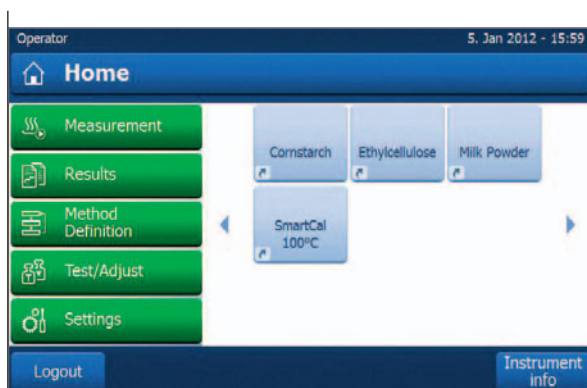 Operator 5. Jan 2012 - 15:59
Home
Measurement
Results
Method
Definition
Test/Adjust
Settings
Cornstarch Ethylcellulose Milk Powder
SmartCal
100°C
Logout
Instrument
info